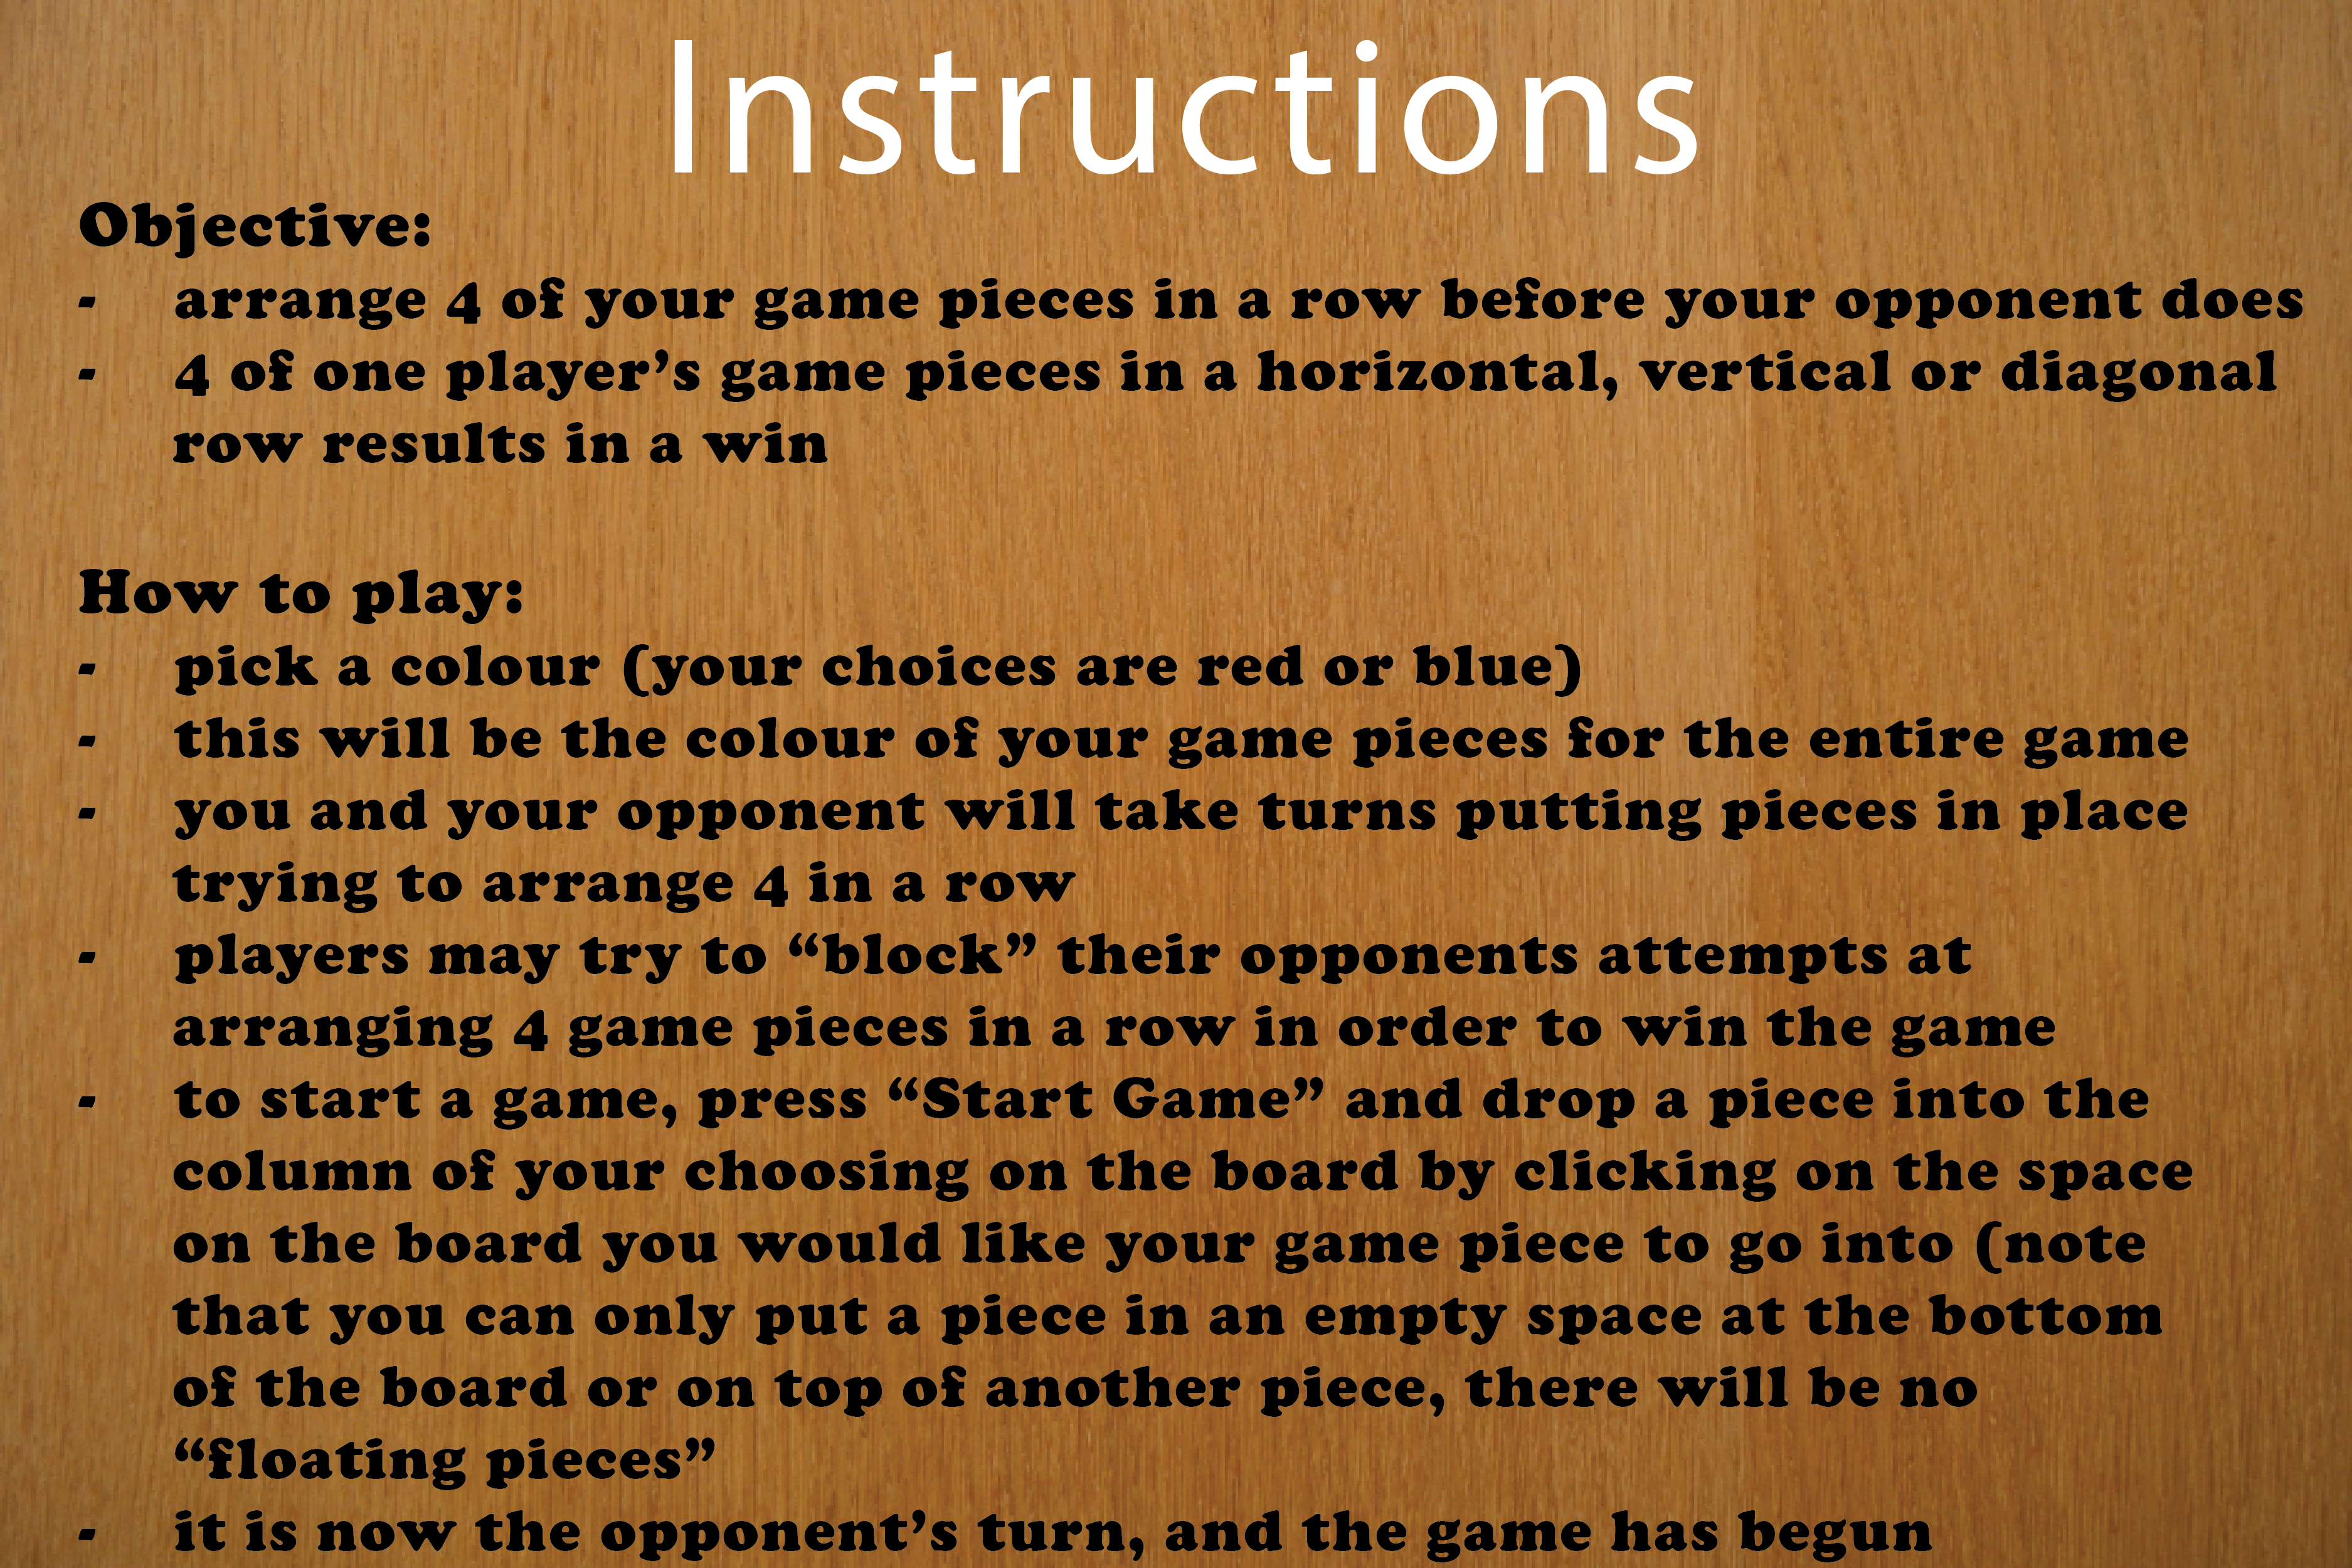 Instructions
Objective:
- arrange 4 of your game pieces in a row before your opponent does
- 4 of one player’s game pieces in a horizontal, vertical or diagonal
row results in a win
How to play:
- pick a colour (your choices are red or blue)
- this will be the colour of your game pieces for the entire game
- you and your opponent will take turns putting pieces in place
trying to arrange 4 in a row
- players may try to “block” their opponents attempts at
arranging 4 game pieces in a row in order to win the game
- to start a game, press “Start Game” and drop a piece into the
column of your choosing on the board by clicking on the space
on the board you would like your game piece to go into (note
that you can only put a piece in an empty space at the bottom
of the board or on top of another piece, there will be no
“floating pieces”
- it is now the opponent’s turn, and the game has begun